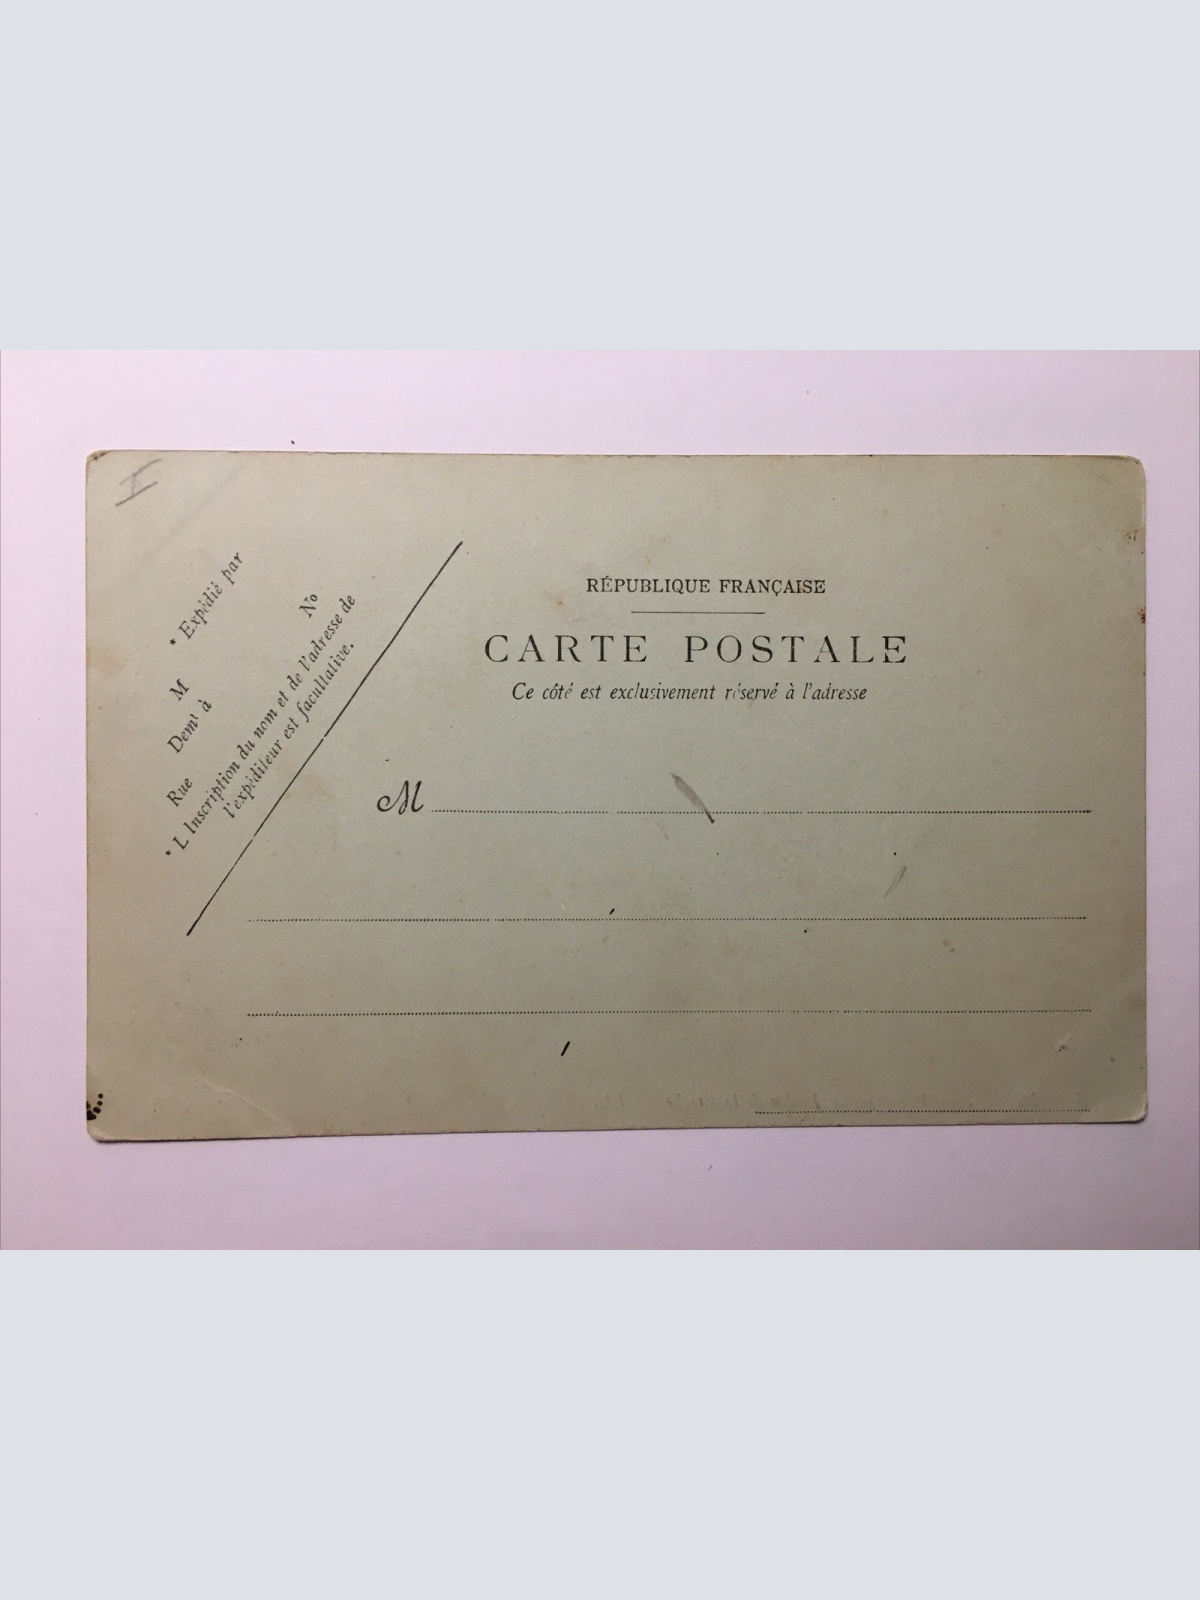 * Expédié par
M
Demt à
Rue No
* L Inscription du nom et de l'adresse de
l'expéditeur est facultative.
RÉPUBLIQUE FRANÇAISE
CARTE POSTALE
Ce côté est exclusivement réservé à l'adresse
M